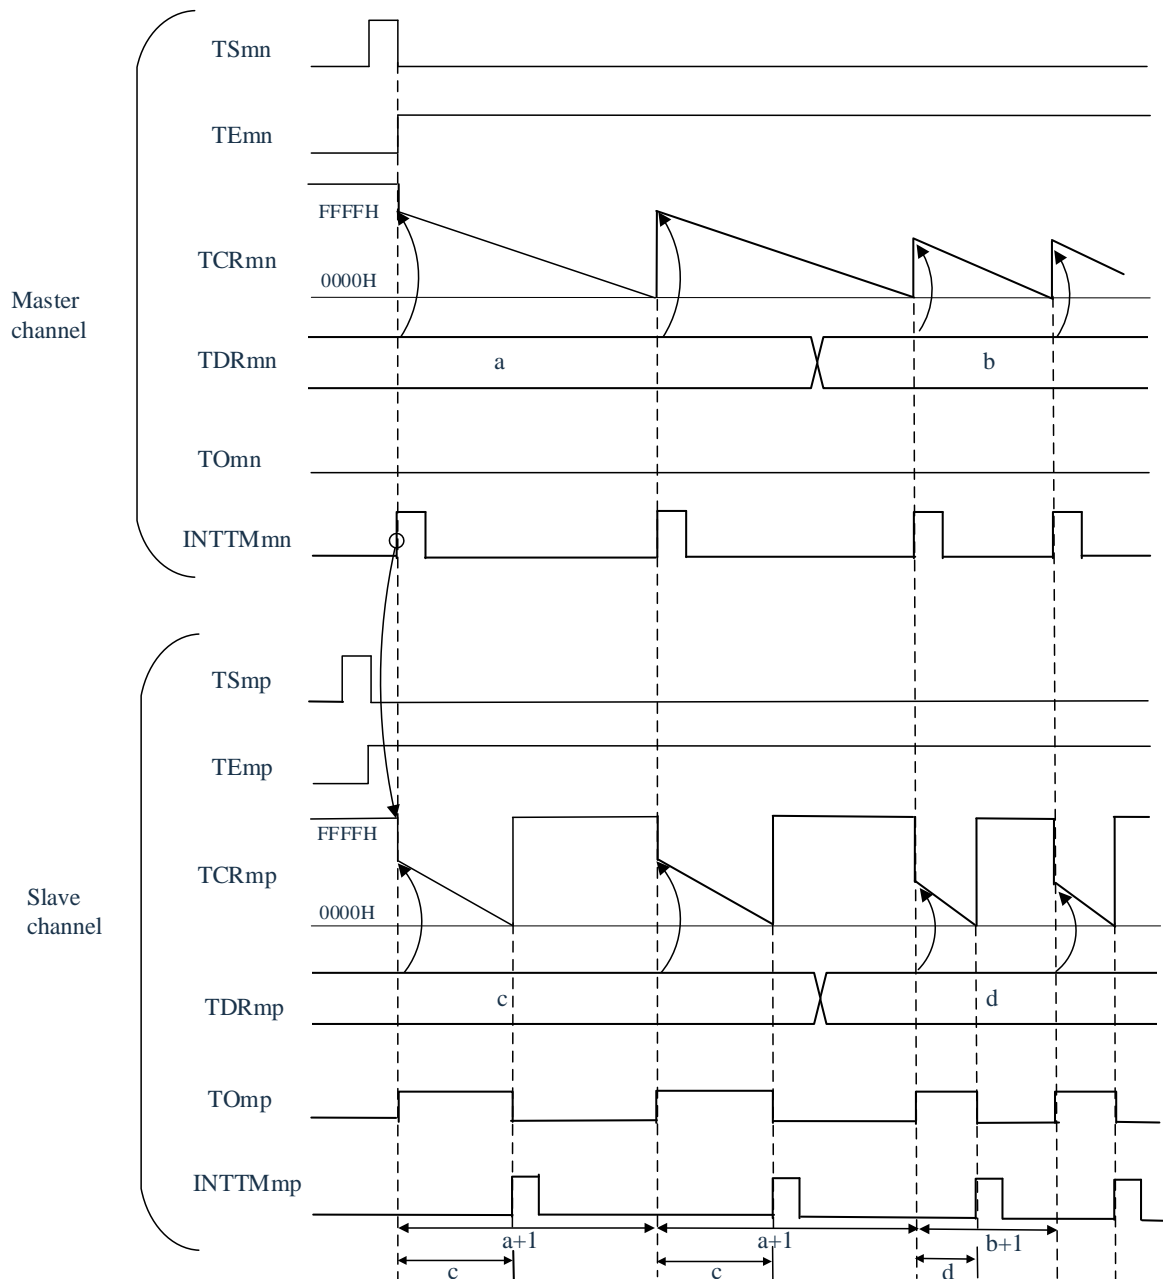 TSmn
TEmn
FFFFH
TCRmn
0000H
Master
channel
TDRmn
a
b
TOmn
INTTMmn
TSmp
TEmp
FFFFH
TCRmp
Slave
channel
0000H
TDRmp
c
d
TOmp
INTTMmp
a+1
a+1
b+1
c
c
d